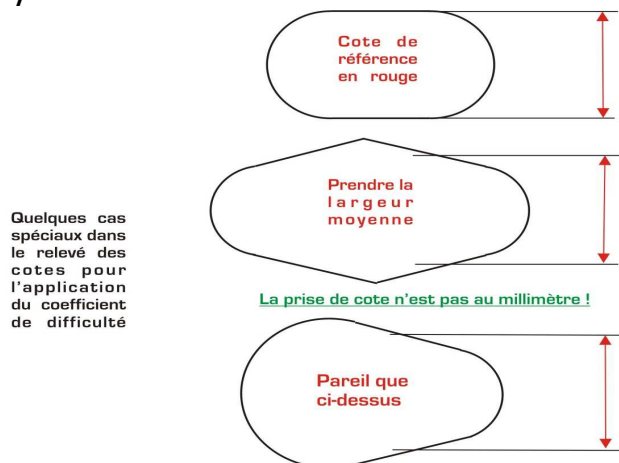 Cote de
référence
en rouge
Prendre la
largeur
moyenne
Quelques cas
spéciaux dans
le relevé des
cotes pour
l'application
du coefficient
de difficulté
La prise de cote n'est pas au millimètre !
Pareil que
ci-dessus